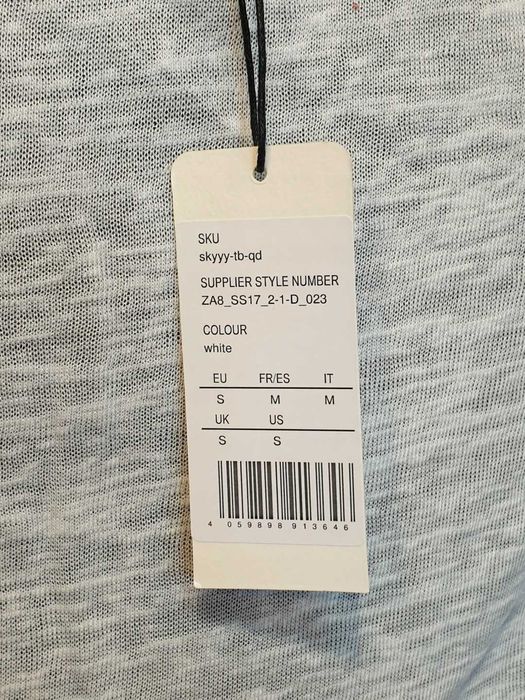 SKU
skyyy-tb-qd
SUPPLIER STYLE NUMBER
ZA8_SS17_2-1-D_023
COLOUR
white
EU FR/ES IT
S M M
UK US
S S
4 059898 913646